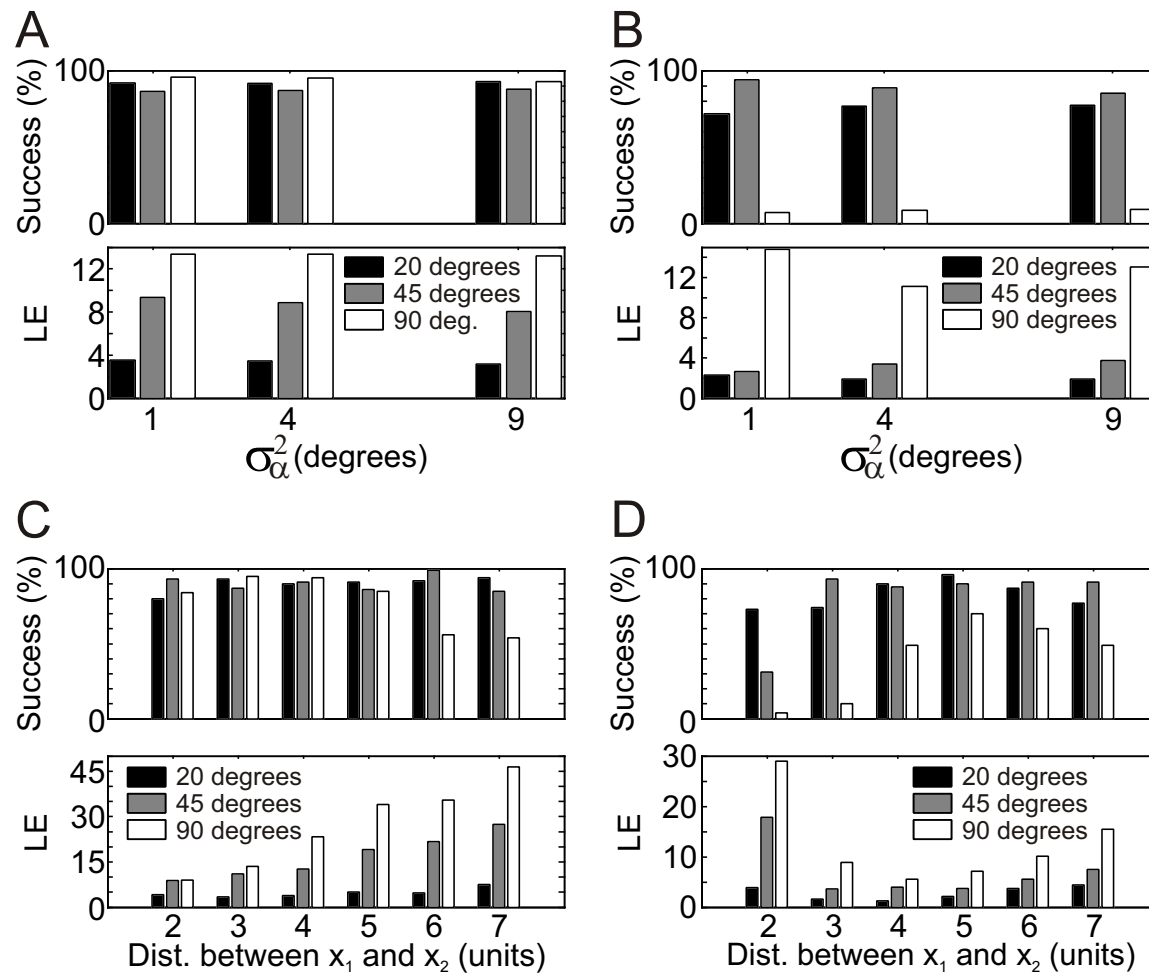 A
Success (%)
100
0
LE
12
8
4
0
20 degrees
45 degrees
90 deg.
1 4 9
σ²α (degrees)
B
Success (%)
100
0
LE
12
8
4
0
20 degrees
45 degrees
90 degrees
1 4 9
σ²α (degrees)
C
Success (%)
100
0
LE
45
30
15
0
20 degrees
45 degrees
90 degrees
2 3 4 5 6 7
Dist. between x₁ and x₂ (units)
D
Success (%)
100
0
LE
30
20
10
0
20 degrees
45 degrees
90 degrees
2 3 4 5 6 7
Dist. between x₁ and x₂ (units)